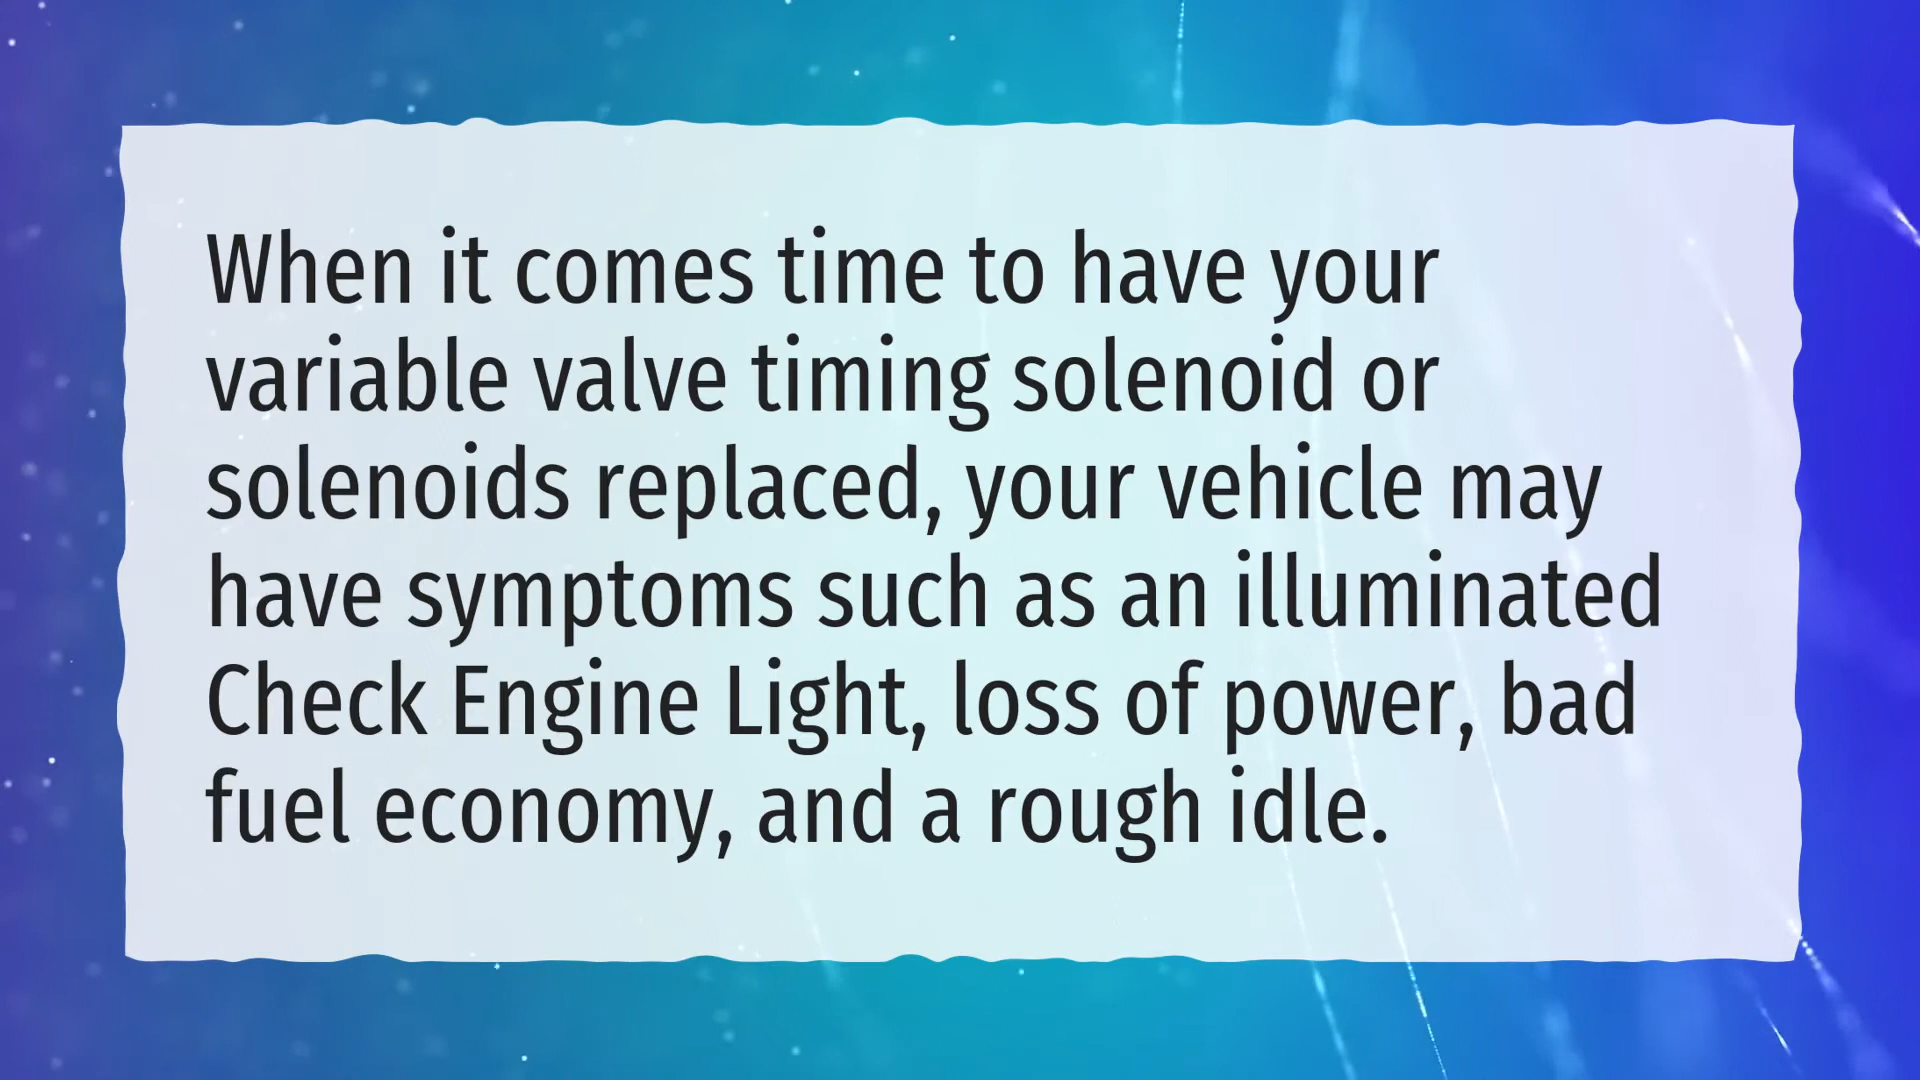 When it comes time to have your
variable valve timing solenoid or
solenoids replaced, your vehicle may
have symptoms such as an illuminated
Check Engine Light, loss of power, bad
fuel economy, and a rough idle.